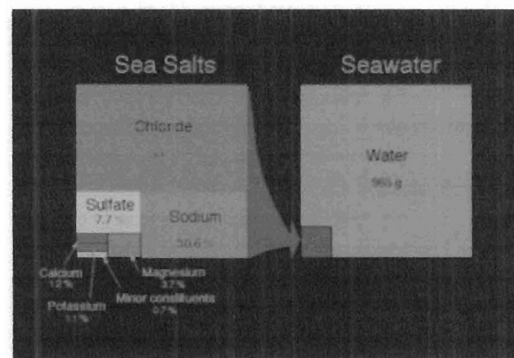 Sea Salts
Seawater
Chloride
Water
965 g
Sulfate
7.7 %
Sodium
30.6 %
Calcium
1.2 %
Magnesium
3.7 %
Potassium
1.1 %
Minor constituents
0.7 %